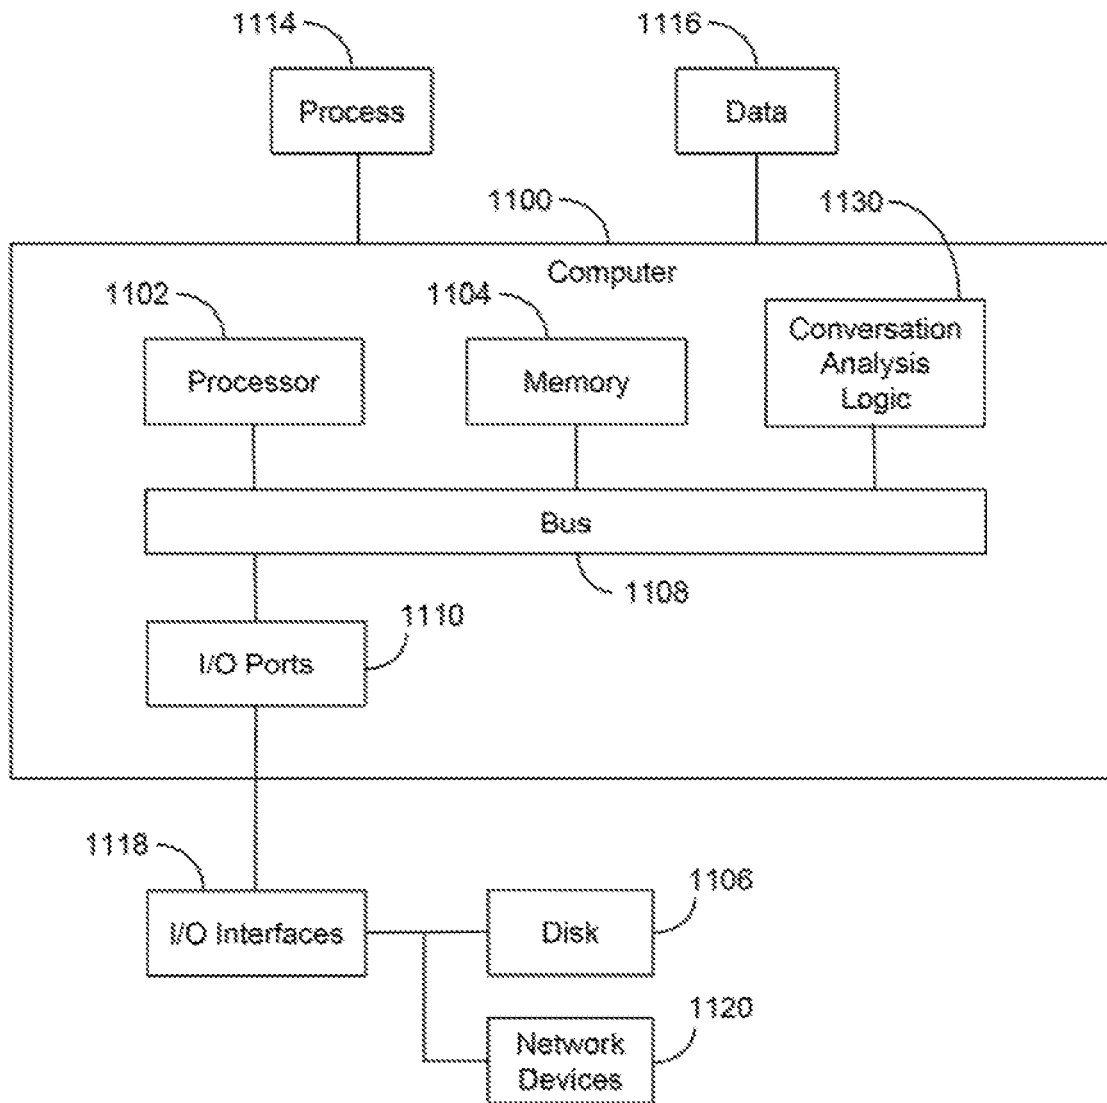 1114
1116
Process
Data
1100
1130
Computer
1102
1104
Conversation
Analysis
Logic
Processor
Memory
Bus
1108
1110
I/O Ports
1118
1106
I/O Interfaces
Disk
1120
Network
Devices